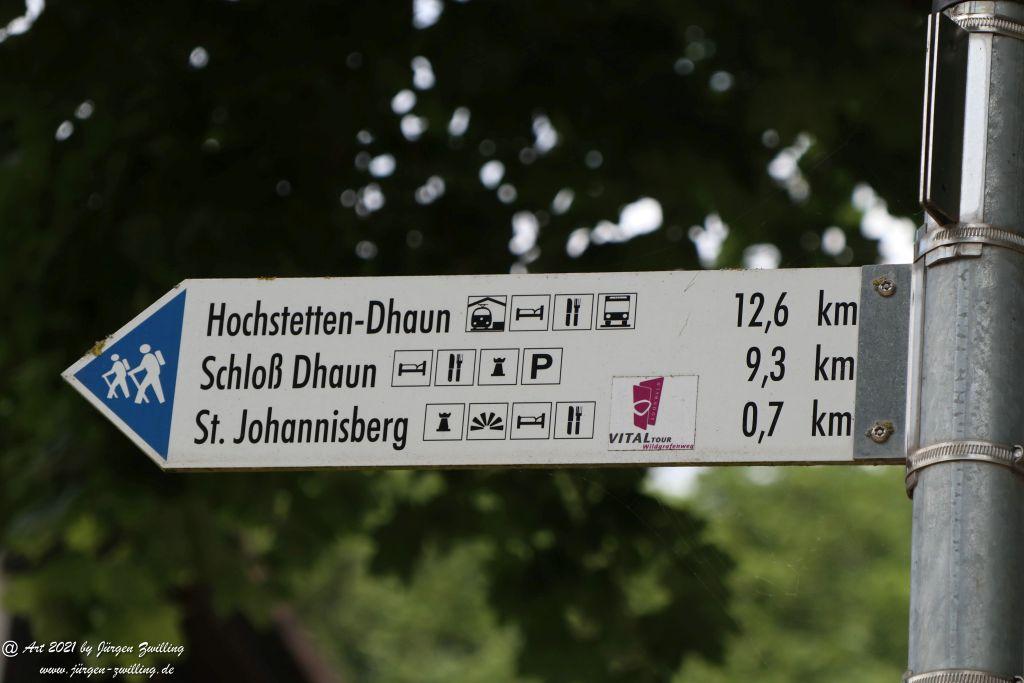 Hochstetten-Dhaun 12,6 km
Schloß Dhaun P 9,3 km
St. Johannisberg 0,7 km
VITALTOUR
Wildgrafenweg
@ Art 2021 by Jürgen Zwilling
www.jürgen-zwilling.de